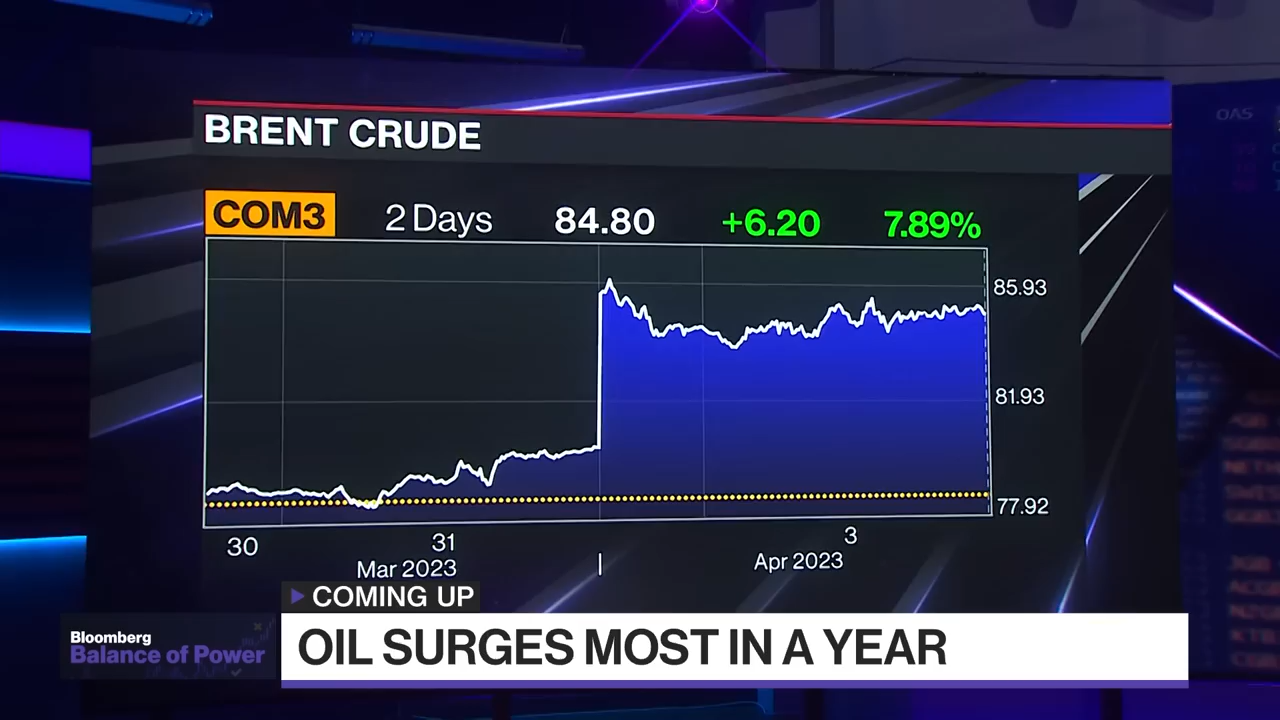 OAS
BRENT CRUDE
COM3 2 Days 84.80 +6.20 7.89%
85.93
81.93
77.92
30 31 3
Mar 2023 Apr 2023
COMING UP
Bloomberg
Balance of Power
OIL SURGES MOST IN A YEAR